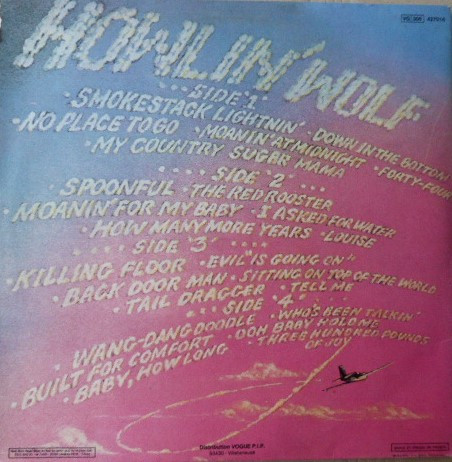 HOWLIN' WOLF
•••• SIDE '1' ••••
• SMOKESTACK LIGHTNIN' • DOWN IN THE BOTTOM
• NO PLACE TO GO • MOANIN' AT MIDNIGHT • FORTY-FOUR
• MY COUNTRY SUGAR MAMA
•••• SIDE '2' •••
• SPOONFUL • THE RED ROOSTER
• MOANIN' FOR MY BABY • I ASKED FOR WATER
• HOW MANY MORE YEARS • LOUISE
•••• SIDE '3' ••••
• KILLING FLOOR • EVIL "IS GOING ON"
• BACK DOOR MAN • SITTING ON TOP OF THE WORLD
• TAIL DRAGGER • TELL ME
•••• SIDE '4' ••••
• WANG-DANG DOODLE • WHO'S BEEN TALKIN'
• BUILT FOR COMFORT • OOH BABY HOLD ME
• BABY, HOW LONG • THREE HUNDRED POUNDS
OF JOY
Distribution VOGUE P.I.P.